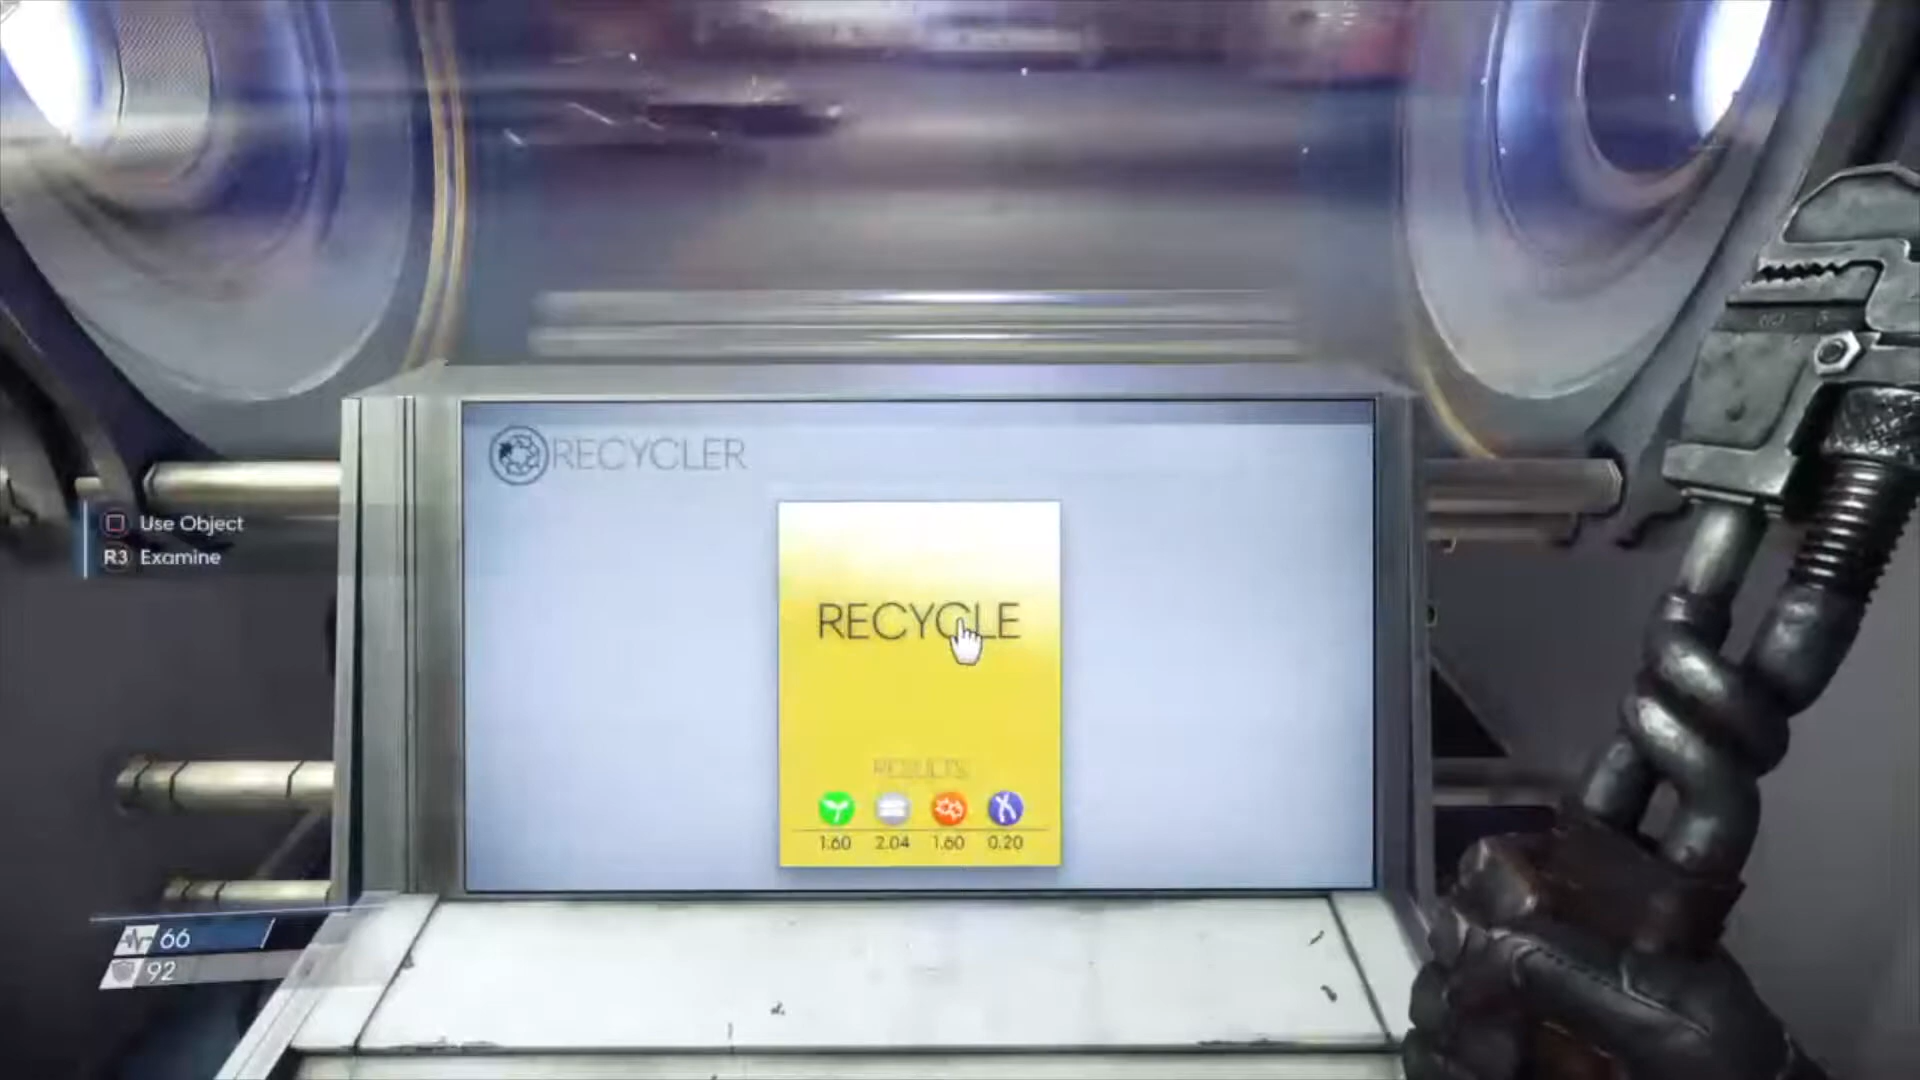 RECYCLER
RECYCLE
Use Object
R3 Examine
RESULTS
1.60 2.04 1.60 0.20
66
92